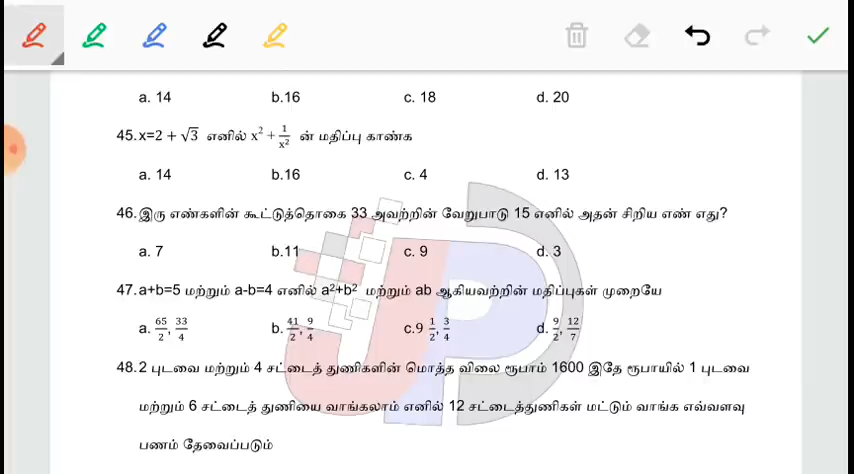 a. 14 b.16 c. 18 d. 20
45. x=2 + √3 எனில் x² + 1/x² ன் மதிப்பு காண்க
a. 14 b.16 c. 4 d. 13
46. இரு எண்களின் கூட்டுத்தொகை 33 அவற்றின் வேறுபாடு 15 எனில் அதன் சிறிய எண் எது?
a. 7 b.11 c. 9 d. 3
47. a+b=5 மற்றும் a-b=4 எனில் a²+b² மற்றும் ab ஆகியவற்றின் மதிப்புகள் முறையே
a. 65/2, 33/4 b. 41/2, 9/4 c.9 1/2, 3/4 d. 9/2, 12/7
48. 2 புடவை மற்றும் 4 சட்டைத் துணிகளின் மொத்த விலை ரூபாம் 1600 இதே ரூபாயில் 1 புடவை
மற்றும் 6 சட்டைத் துணியை வாங்கலாம் எனில் 12 சட்டைத்துணிகள் மட்டும் வாங்க எவ்வளவு
பணம் தேவைப்படும்